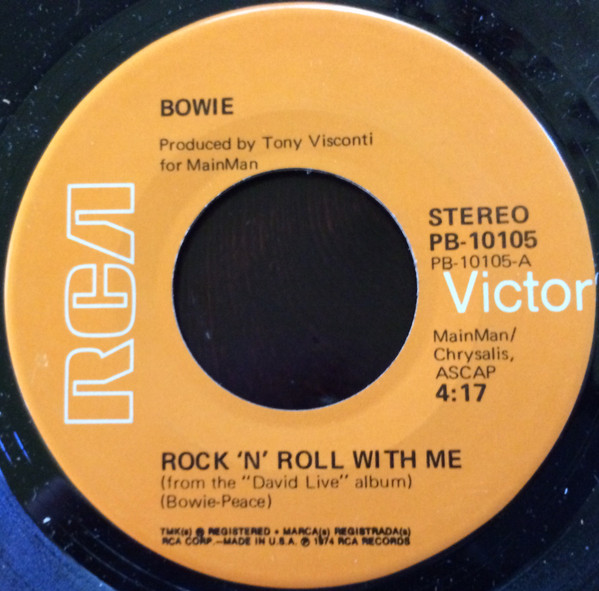 BOWIE
Produced by Tony Visconti
for MainMan
RCA
STEREO
PB-10105
PB-10105-A
Victor
MainMan/
Chrysalis,
ASCAP
4:17
ROCK 'N' ROLL WITH ME
(from the "David Live" album)
(Bowie-Peace)
TMK(s) ® REGISTERED • MARCA(s) REGISTRADA(s)
RCA CORP.—MADE IN U.S.A. ℗ 1974 RCA RECORDS